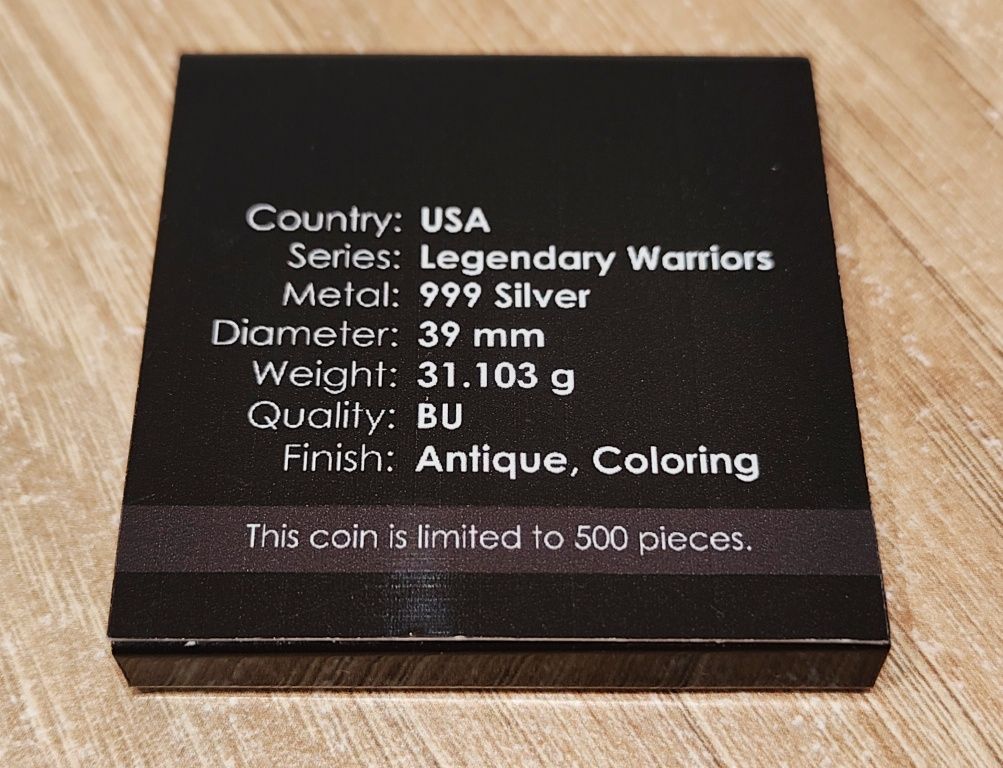 Country: USA
Series: Legendary Warriors
Metal: 999 Silver
Diameter: 39 mm
Weight: 31.103 g
Quality: BU
Finish: Antique, Coloring
This coin is limited to 500 pieces.